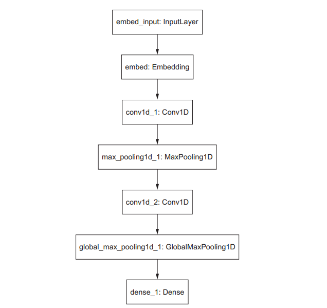 embed_input: InputLayer
embed: Embedding
conv1d_1: Conv1D
max_pooling1d_1: MaxPooling1D
conv1d_2: Conv1D
global_max_pooling1d_1: GlobalMaxPooling1D
dense_1: Dense